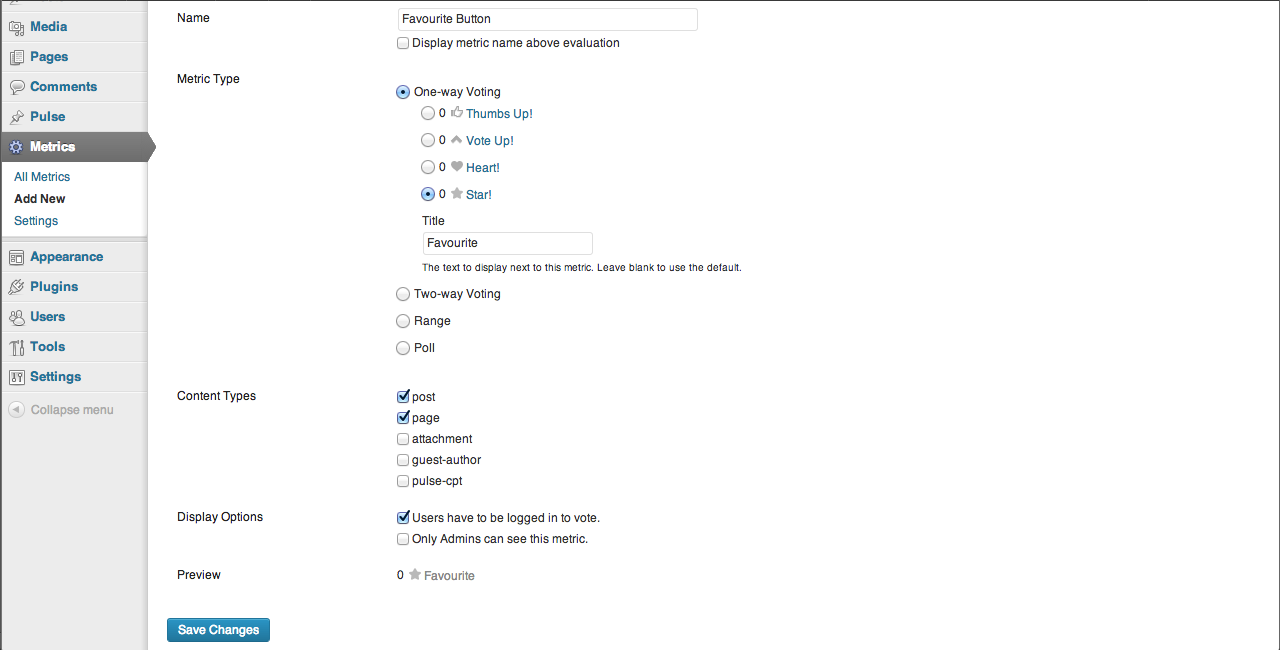 Media
Pages
Comments
Pulse
Metrics
All Metrics
Add New
Settings
Appearance
Plugins
Users
Tools
Settings
Collapse menu
Name
Favourite Button
Display metric name above evaluation
Metric Type
One-way Voting
0 Thumbs Up!
0 Vote Up!
0 Heart!
0 Star!
Title
Favourite
The text to display next to this metric. Leave blank to use the default.
Two-way Voting
Range
Poll
Content Types
post
page
attachment
guest-author
pulse-cpt
Display Options
Users have to be logged in to vote.
Only Admins can see this metric.
Preview
0 Favourite
Save Changes